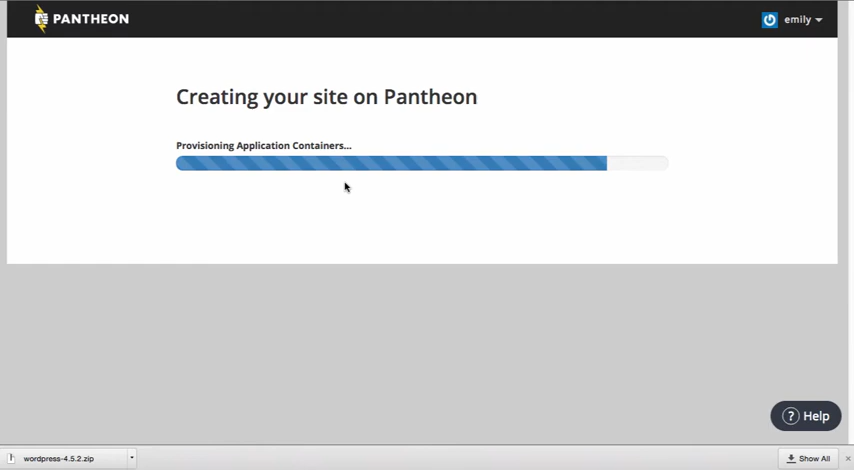 PANTHEON
emily
Creating your site on Pantheon
Provisioning Application Containers...
? Help
wordpress-4.5.2.zip
Show All